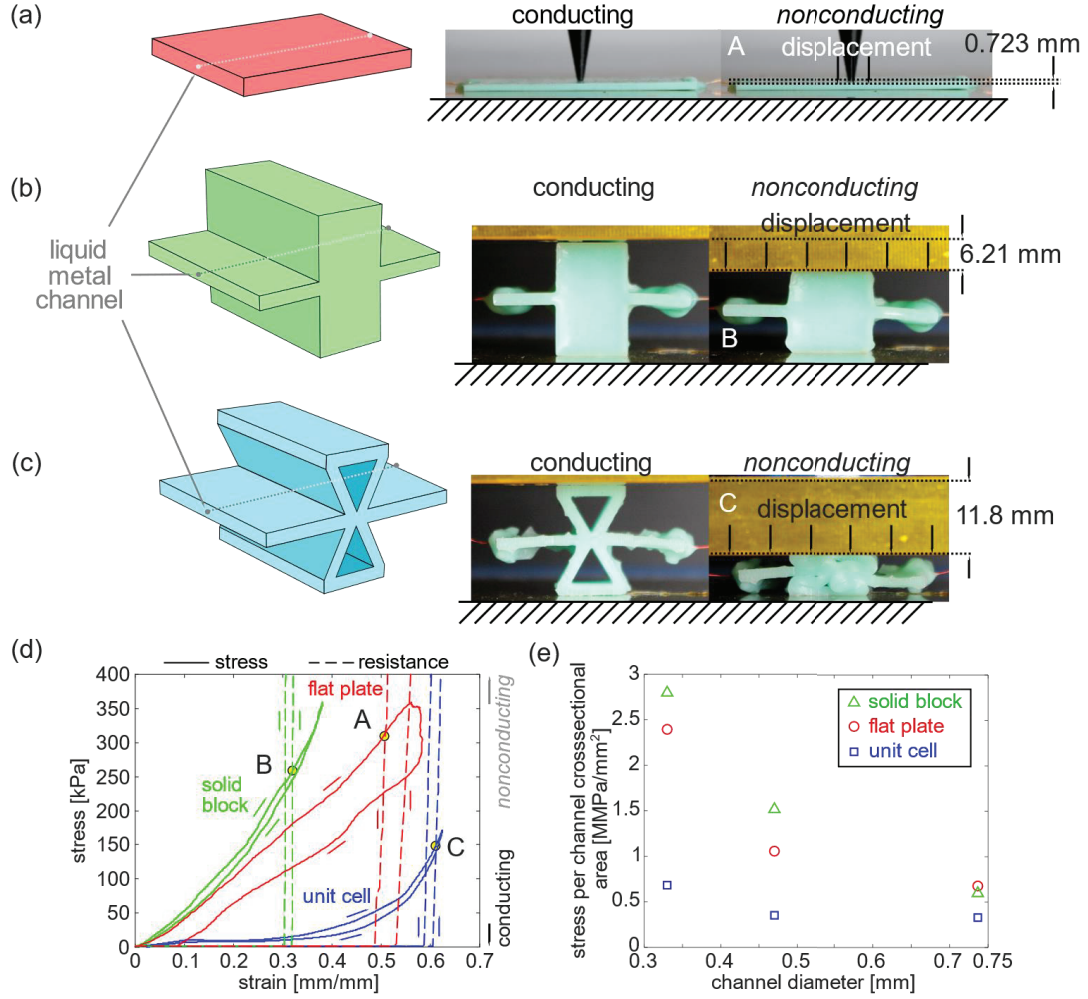 (a)
conducting
nonconducting
A
displacement
0.723 mm
(b)
conducting
nonconducting
displacement
6.21 mm
B
liquid
metal
channel
(c)
conducting
nonconducting
C
displacement
11.8 mm
(d)
stress
resistance
400
350
300
250
200
150
100
50
0
stress [kPa]
flat plate
A
B
solid
block
C
unit cell
nonconducting
conducting
0
0.1
0.2
0.3
0.4
0.5
0.6
0.7
strain [mm/mm]
(e)
3
2.5
2
1.5
1
0.5
0
stress per channel crosssectional
area [MMPa/mm²]
solid block
flat plate
unit cell
0.3
0.4
0.5
0.6
0.7
0.75
channel diameter [mm]